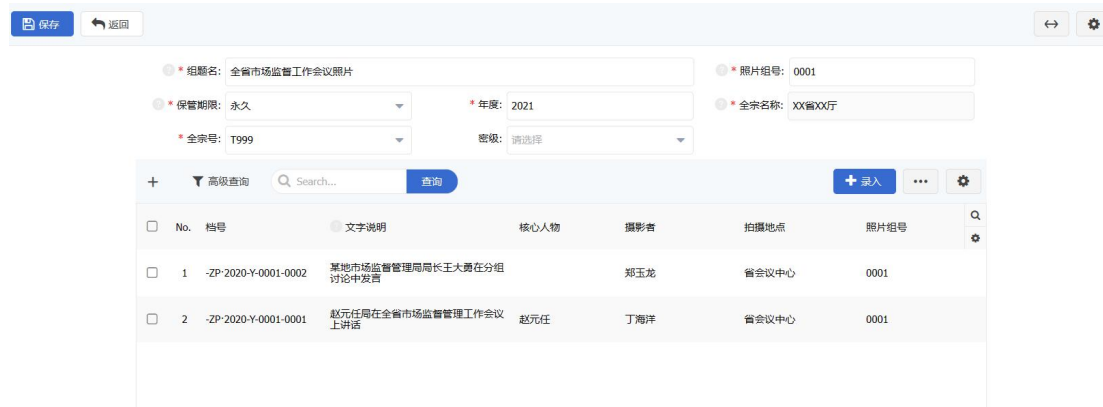 保存 返回
* 组题名: 全省市场监督工作会议照片 * 照片组号: 0001
* 保管期限: 永久 * 年度: 2021 * 全宗名称: XX省XX厅
* 全宗号: T999 密级: 请选择
高级查询 Search... 查询 录入
No. 档号 文字说明 核心人物 摄影者 拍摄地点 照片组号
1 -ZP·2020-Y-0001-0002 某地市场监督管理局局长王大勇在分组 郑玉龙 省会议中心 0001
讨论中发言
2 -ZP·2020-Y-0001-0001 赵元任局在全省市场监督管理工作会议 赵元任 丁海洋 省会议中心 0001
上讲话